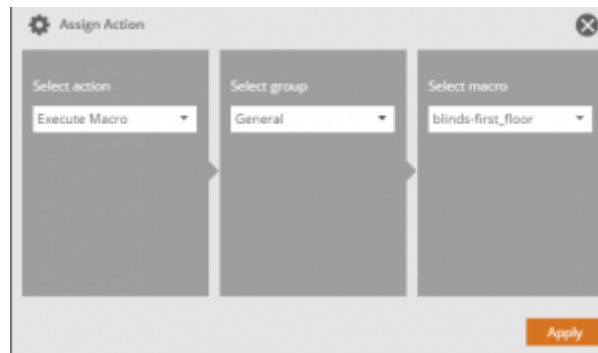 Assign Action
Select action
Execute Macro
Select group
General
Select macro
blinds-first_floor
Apply